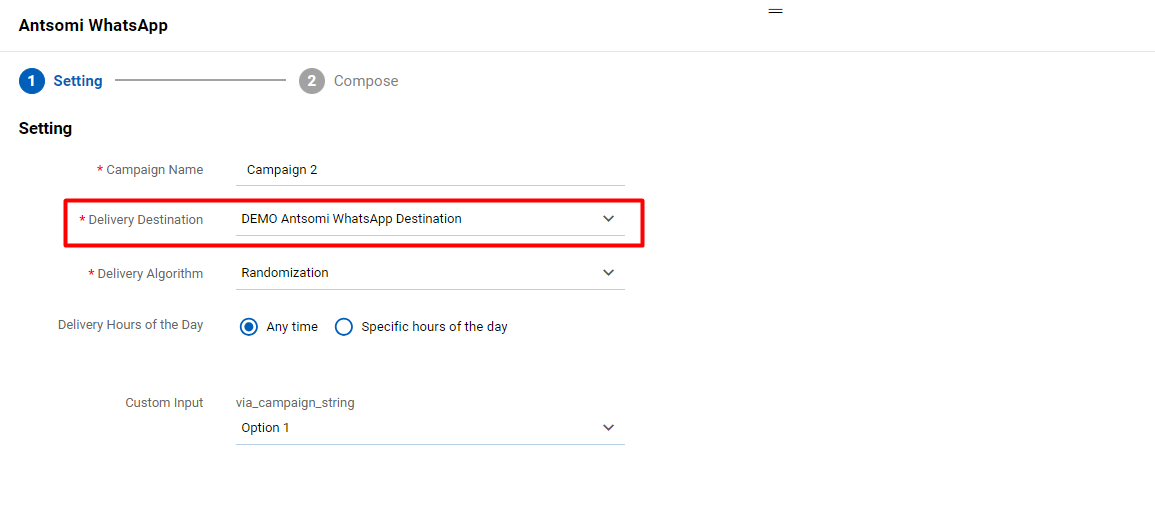 Antsomi WhatsApp
1 Setting 2 Compose
Setting
* Campaign Name Campaign 2
* Delivery Destination DEMO Antsomi WhatsApp Destination
* Delivery Algorithm Randomization
Delivery Hours of the Day Any time Specific hours of the day
Custom Input via_campaign_string
Option 1